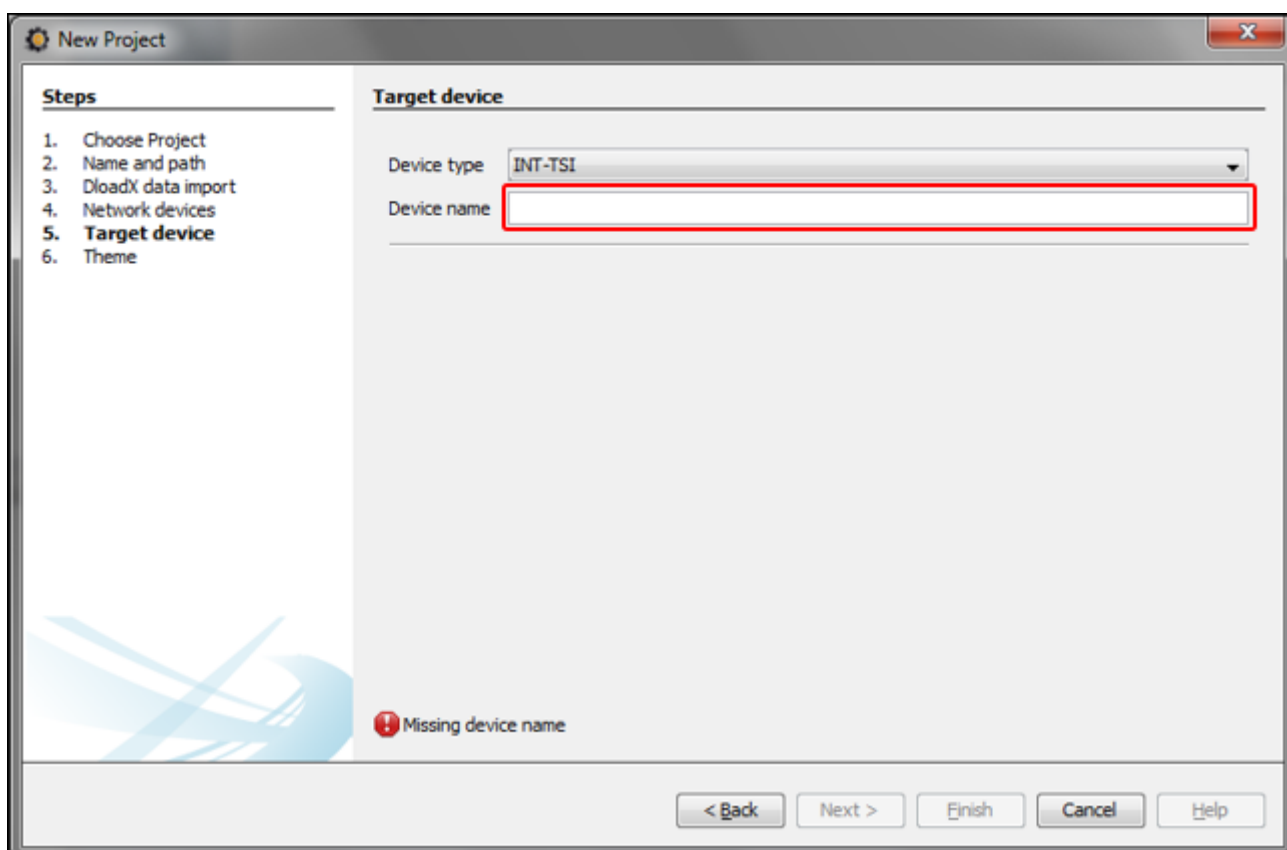 New Project
Steps
1. Choose Project
2. Name and path
3. DloadX data import
4. Network devices
5. Target device
6. Theme
Target device
Device type INT-TSI
Device name
Missing device name
< Back Next > Finish Cancel Help